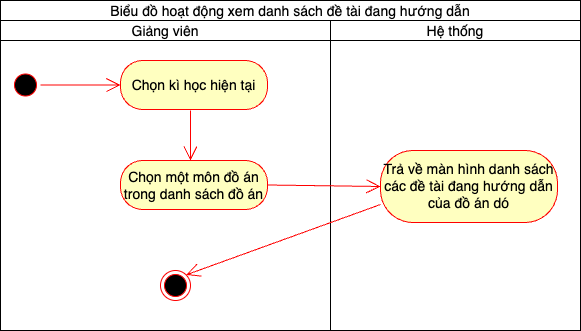 Biểu đồ hoạt động xem danh sách đề tài đang hướng dẫn
Giảng viên
Hệ thống
Chọn kì học hiện tại
Chọn một môn đồ án
trong danh sách đồ án
Trả về màn hình danh sách
các đề tài đang hướng dẫn
của đồ án dó